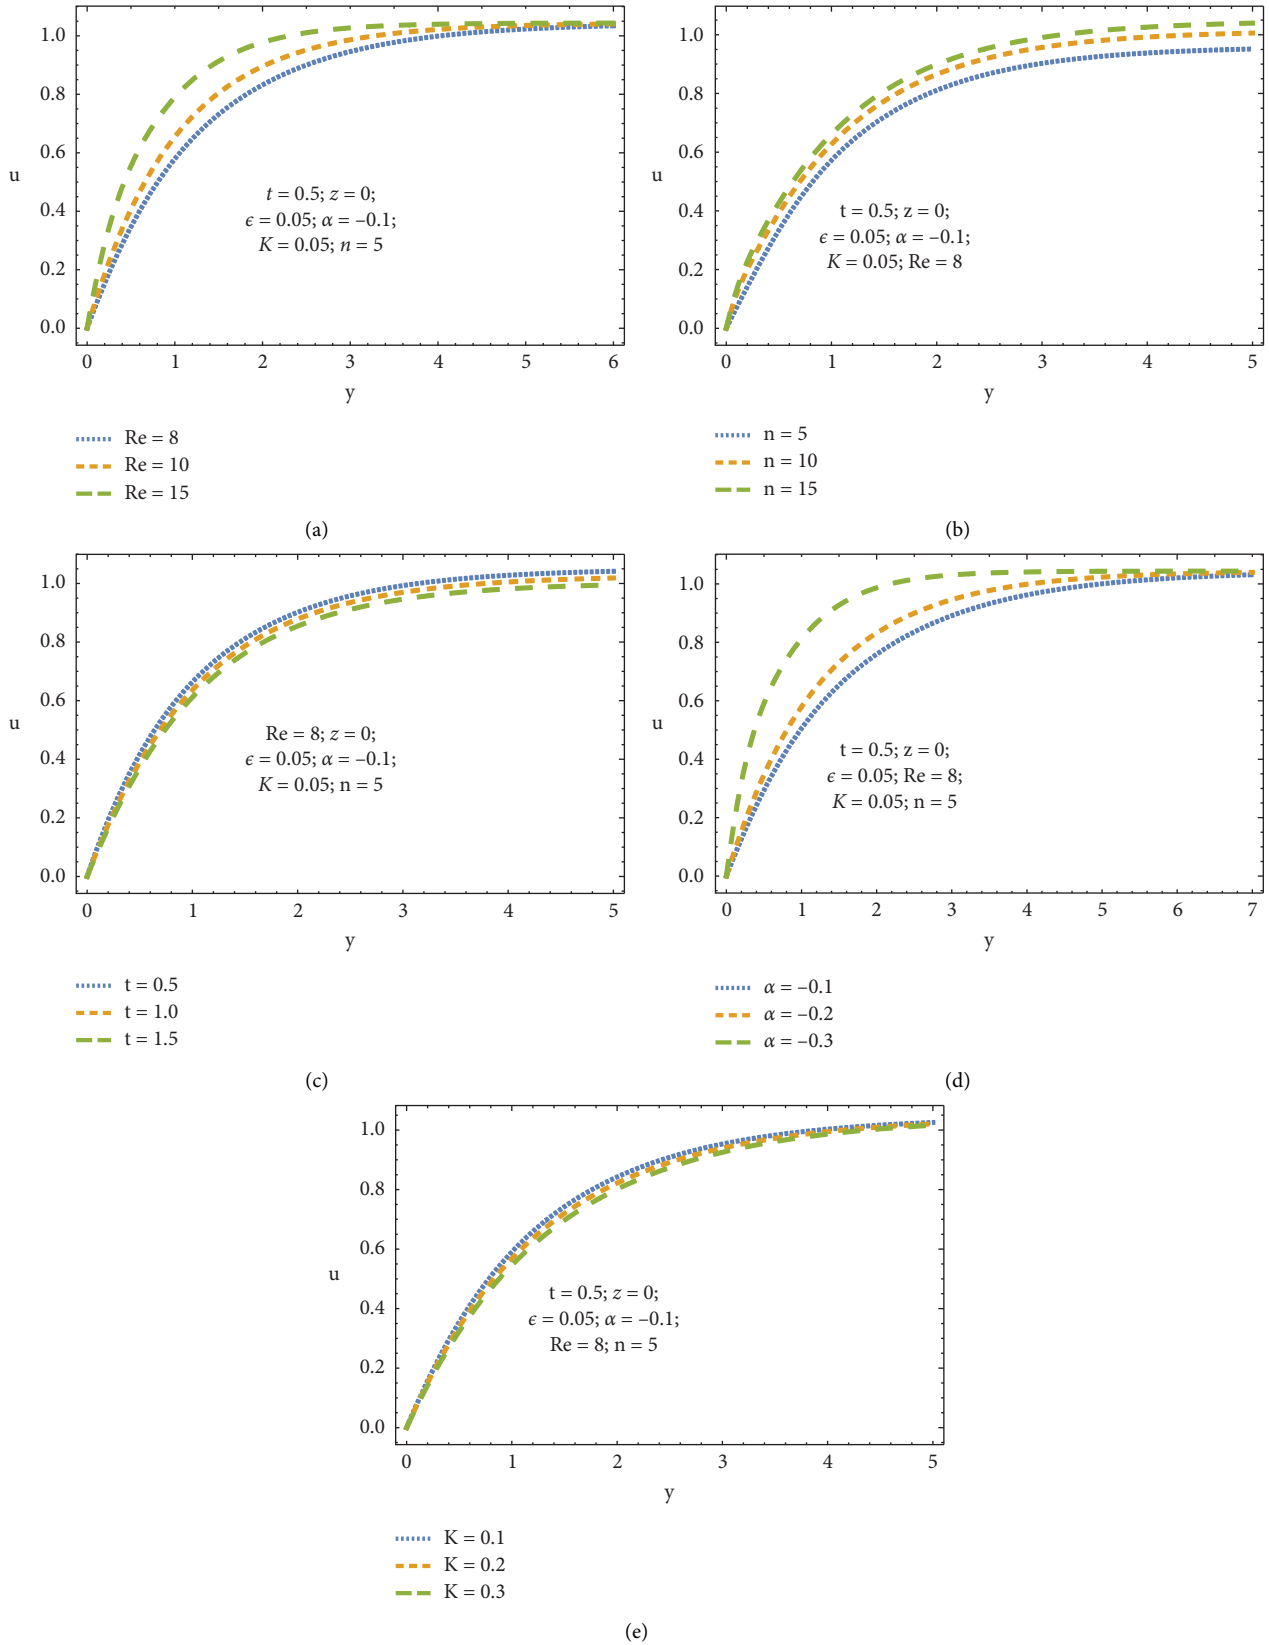 1.0
0.8
0.6
u
0.4
0.2
0.0
t = 0.5; z = 0;
ϵ = 0.05; α = –0.1;
K = 0.05; n = 5
0 1 2 3 4 5 6
y
Re = 8
Re = 10
Re = 15
(a)
1.0
0.8
0.6
u
0.4
0.2
0.0
t = 0.5; z = 0;
ϵ = 0.05; α = –0.1;
K = 0.05; Re = 8
0 1 2 3 4 5
y
n = 5
n = 10
n = 15
(b)
1.0
0.8
0.6
u
0.4
0.2
0.0
Re = 8; z = 0;
ϵ = 0.05; α = –0.1;
K = 0.05; n = 5
0 1 2 3 4 5
y
t = 0.5
t = 1.0
t = 1.5
(c)
1.0
0.8
0.6
u
0.4
0.2
0.0
t = 0.5; z = 0;
ϵ = 0.05; Re = 8;
K = 0.05; n = 5
0 1 2 3 4 5 6 7
y
α = –0.1
α = –0.2
α = –0.3
(d)
1.0
0.8
0.6
u
0.4
0.2
0.0
t = 0.5; z = 0;
ϵ = 0.05; α = –0.1;
Re = 8; n = 5
0 1 2 3 4 5
y
K = 0.1
K = 0.2
K = 0.3
(e)